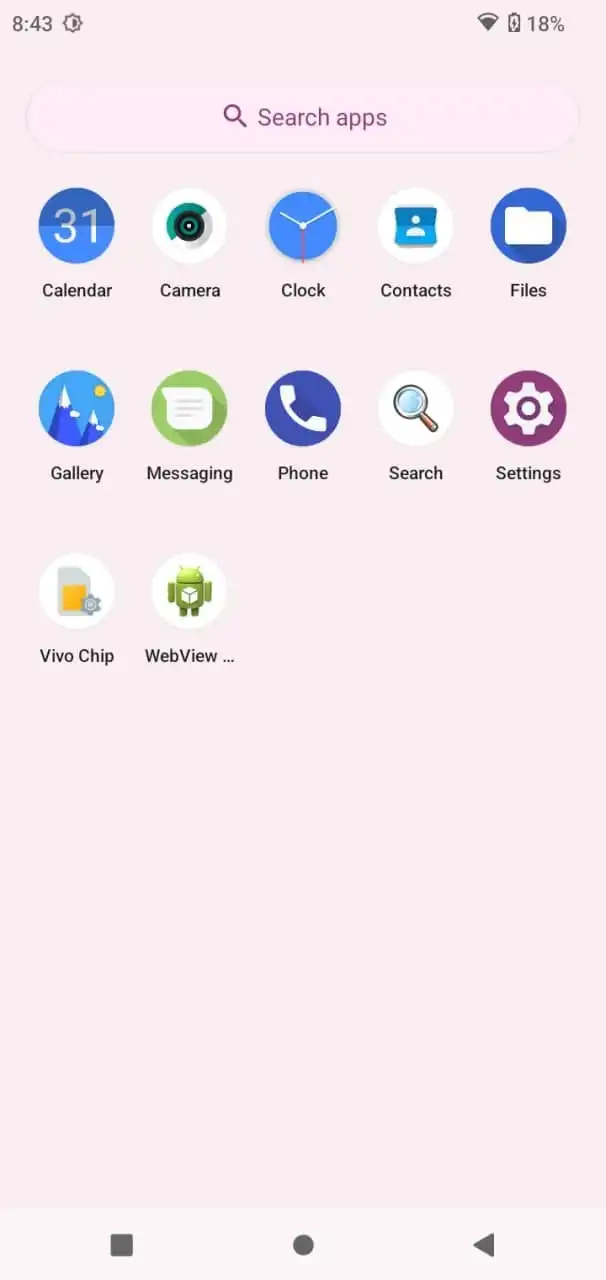 8:43 18%
Search apps
31
Calendar Camera Clock Contacts Files
Gallery Messaging Phone Search Settings
Vivo Chip WebView ...